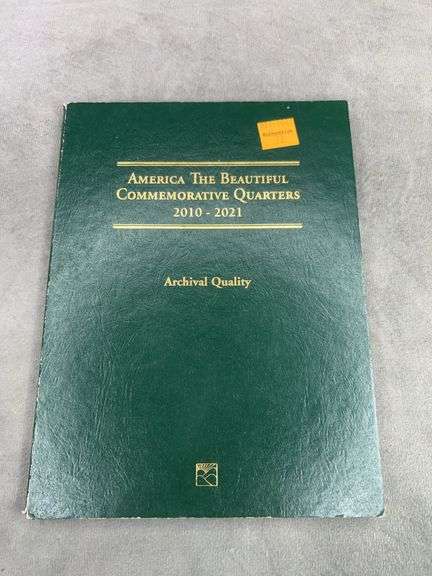 AMERICA THE BEAUTIFUL
COMMEMORATIVE QUARTERS
2010 - 2021
Archival Quality